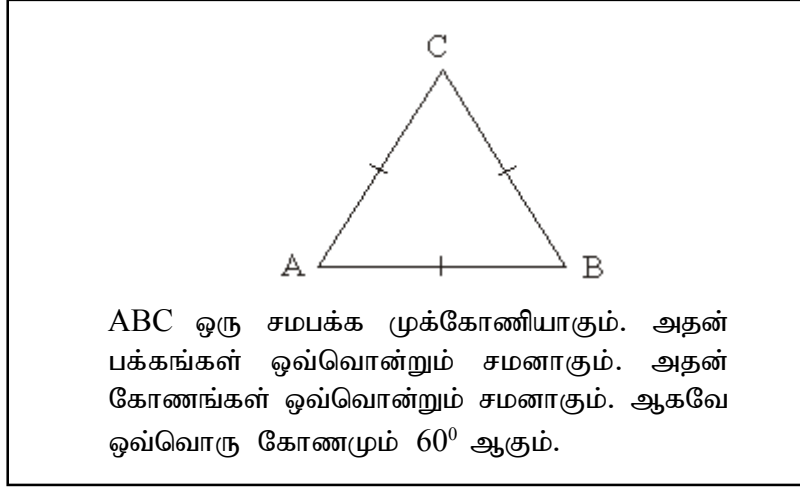 C
A B
ABC ஒரு சமபக்க முக்கோணியாகும். அதன்
பக்கங்கள் ஒவ்வொன்றும் சமனாகும். அதன்
கோணங்கள் ஒவ்வொன்றும் சமனாகும். ஆகவே
ஒவ்வொரு கோணமும் 60⁰ ஆகும்.